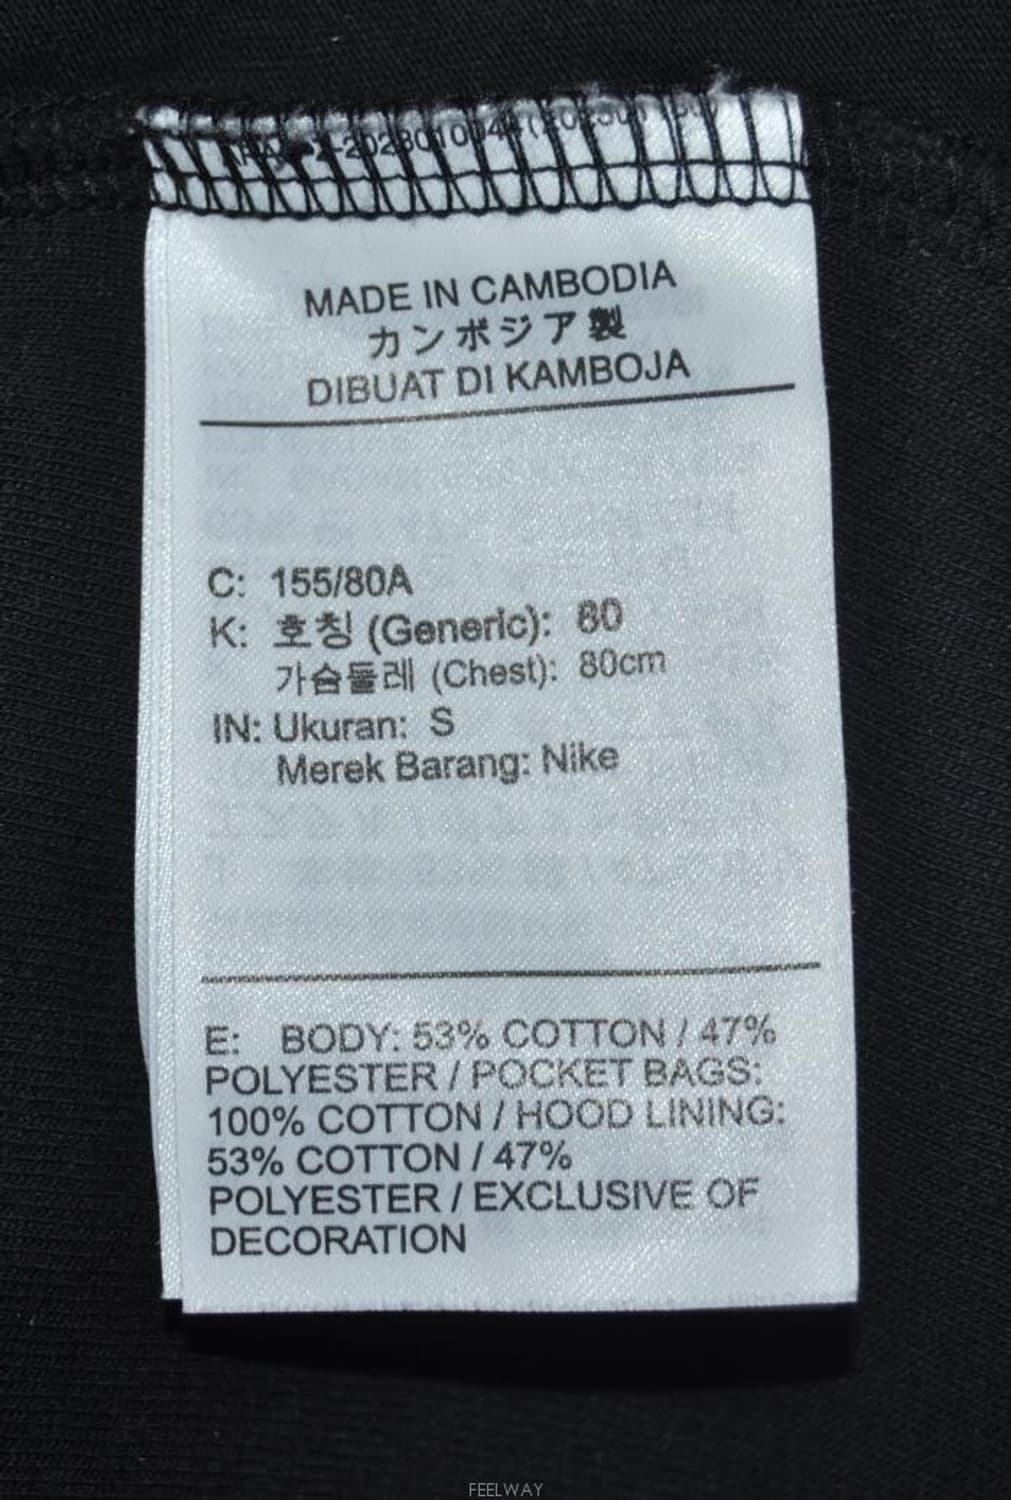 MADE IN CAMBODIA
カンボジア製
DIBUAT DI KAMBOJA
C: 155/80A
K: 호칭 (Generic): 80
가슴둘레 (Chest): 80cm
IN: Ukuran: S
Merek Barang: Nike
E: BODY: 53% COTTON / 47%
POLYESTER / POCKET BAGS:
100% COTTON / HOOD LINING:
53% COTTON / 47%
POLYESTER / EXCLUSIVE OF
DECORATION
FEELWAY